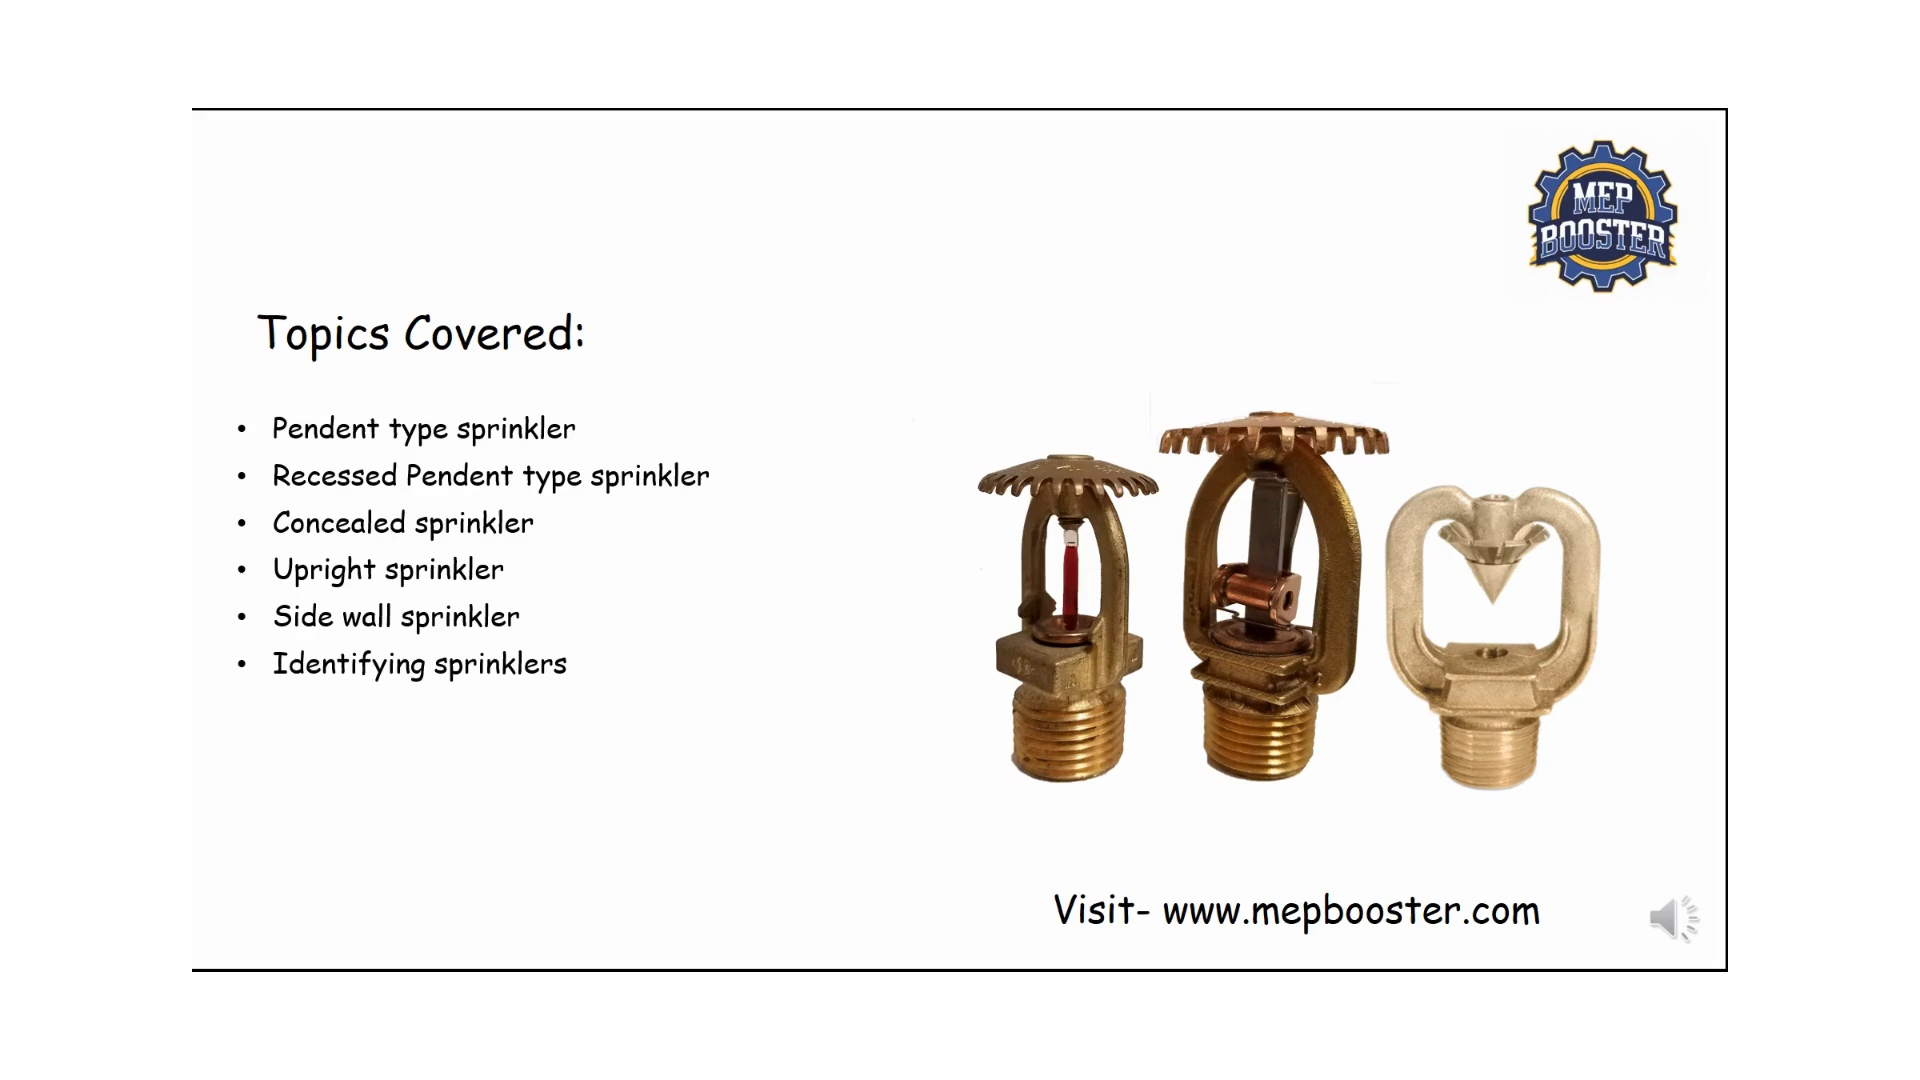 MEP
BOOSTER
Topics Covered:
• Pendent type sprinkler
• Recessed Pendent type sprinkler
• Concealed sprinkler
• Upright sprinkler
• Side wall sprinkler
• Identifying sprinklers
Visit- www.mepbooster.com